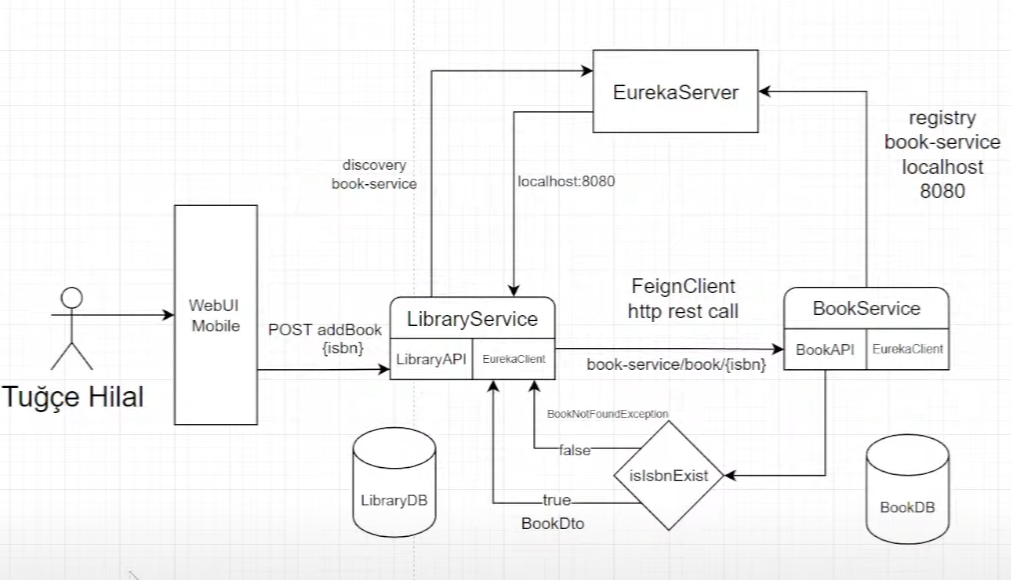 EurekaServer
registry
book-service
localhost
8080
discovery
book-service
localhost:8080
WebUI
Mobile
POST addBook
{isbn}
LibraryService
LibraryAPI
EurekaClient
FeignClient
http rest call
book-service/book/{isbn}
BookService
BookAPI
EurekaClient
Tuğçe Hilal
BookNotFoundException
false
isIsbnExist
true
BookDto
LibraryDB
BookDB